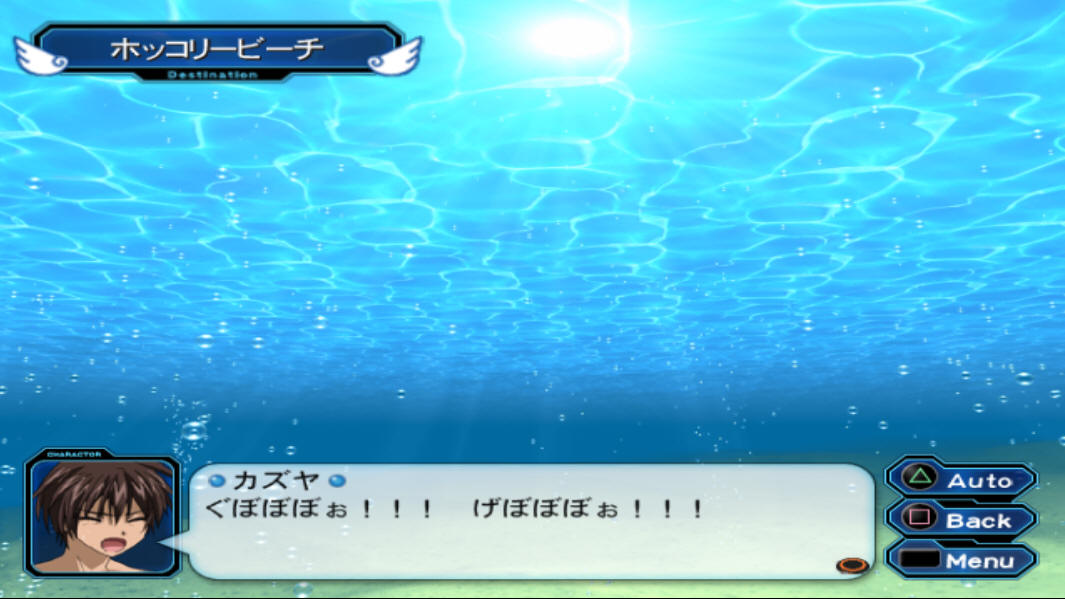 ホッコリービーチ
Destination
CHARACTOR
カズヤ
ぐぼぼぼぉ！！！　げぼぼぼぉ！！！
Auto
Back
Menu